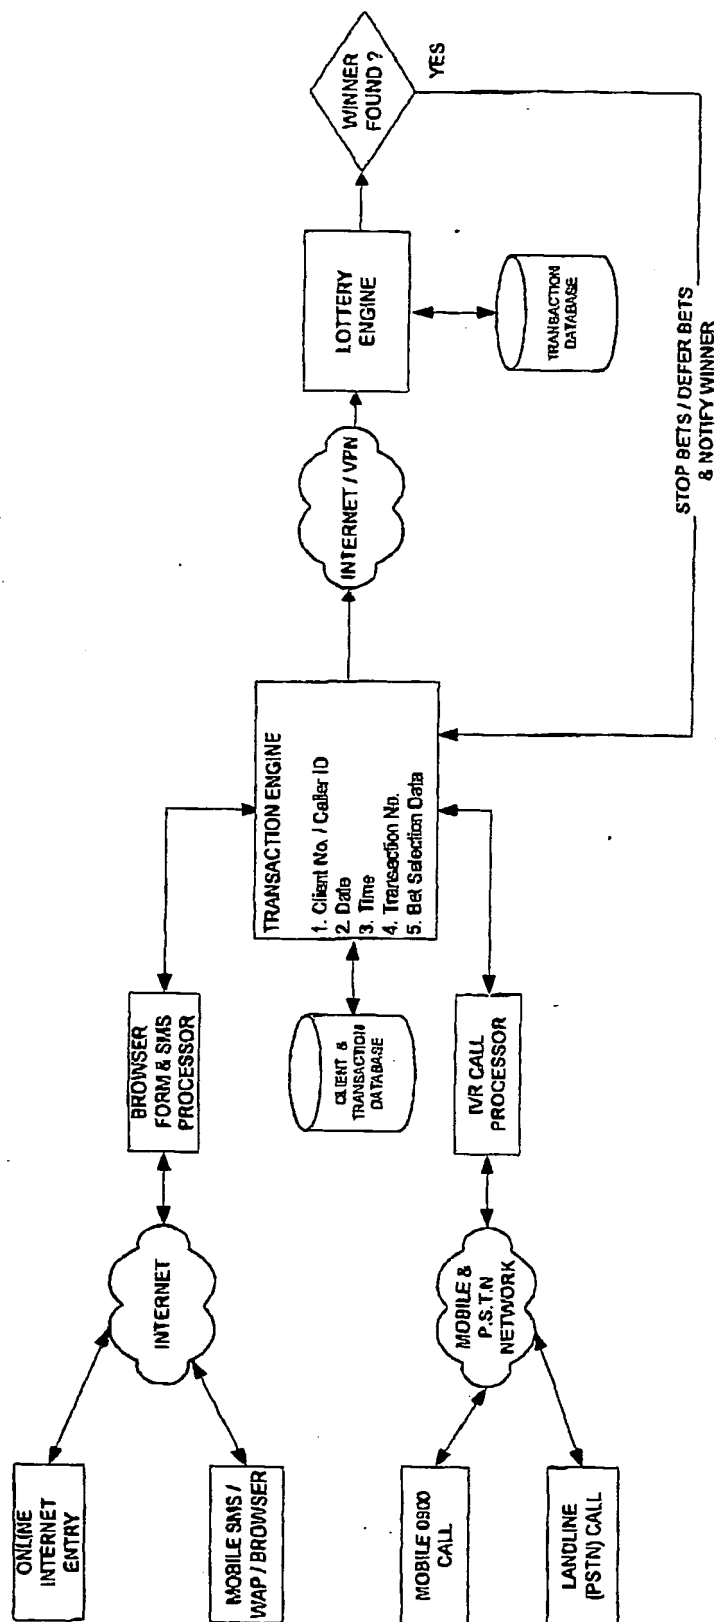 ONLINE
INTERNET
ENTRY
MOBILE SMS /
WAP / BROWSER
MOBILE 0900
CALL
LANDLINE
(PSTN) CALL
INTERNET
MOBILE &
P.S.T.N
NETWORK
BROWSER
FORM & SMS
PROCESSOR
CLIENT &
TRANSACTION
DATABASE
IVR CALL
PROCESSOR
TRANSACTION ENGINE
1. Client No. / Caller ID
2. Date
3. Time
4. Transaction No.
5. Bet Selection Data
INTERNET / VPN
LOTTERY
ENGINE
TRANSACTION
DATABASE
WINNER
FOUND ?
YES
STOP BETS / DEFER BETS
& NOTIFY WINNER